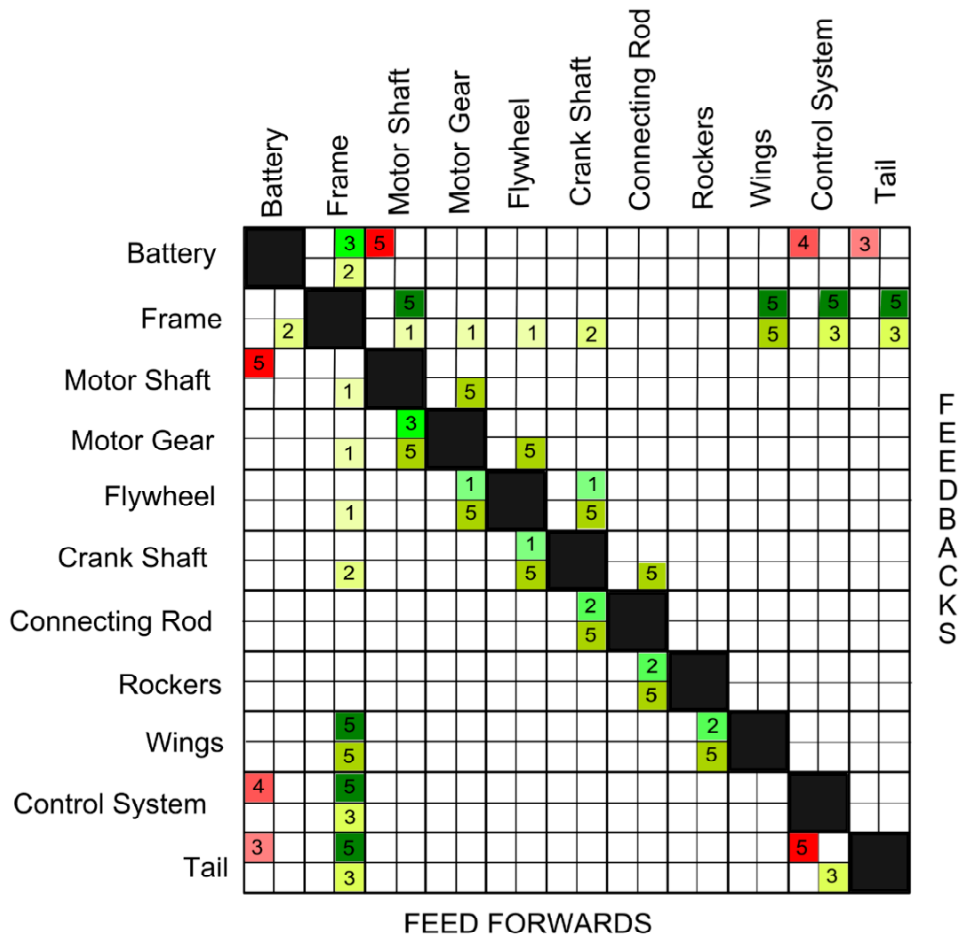 Battery
Frame
Motor Shaft
Motor Gear
Flywheel
Crank Shaft
Connecting Rod
Rockers
Wings
Control System
Tail
Battery
3 5 4 3
2
Frame
5 5 5 5
2 1 1 1 2 5 3 3
Motor Shaft
5
1 5
Motor Gear
3
1 5 5
Flywheel
1 1
1 5 5
Crank Shaft
1
2 5 5
Connecting Rod
2
5
Rockers
2
5
Wings
5 2
5 5
Control System
4 5
3
Tail
3 5 5
3 3
FEEDBACKS
FEED FORWARDS